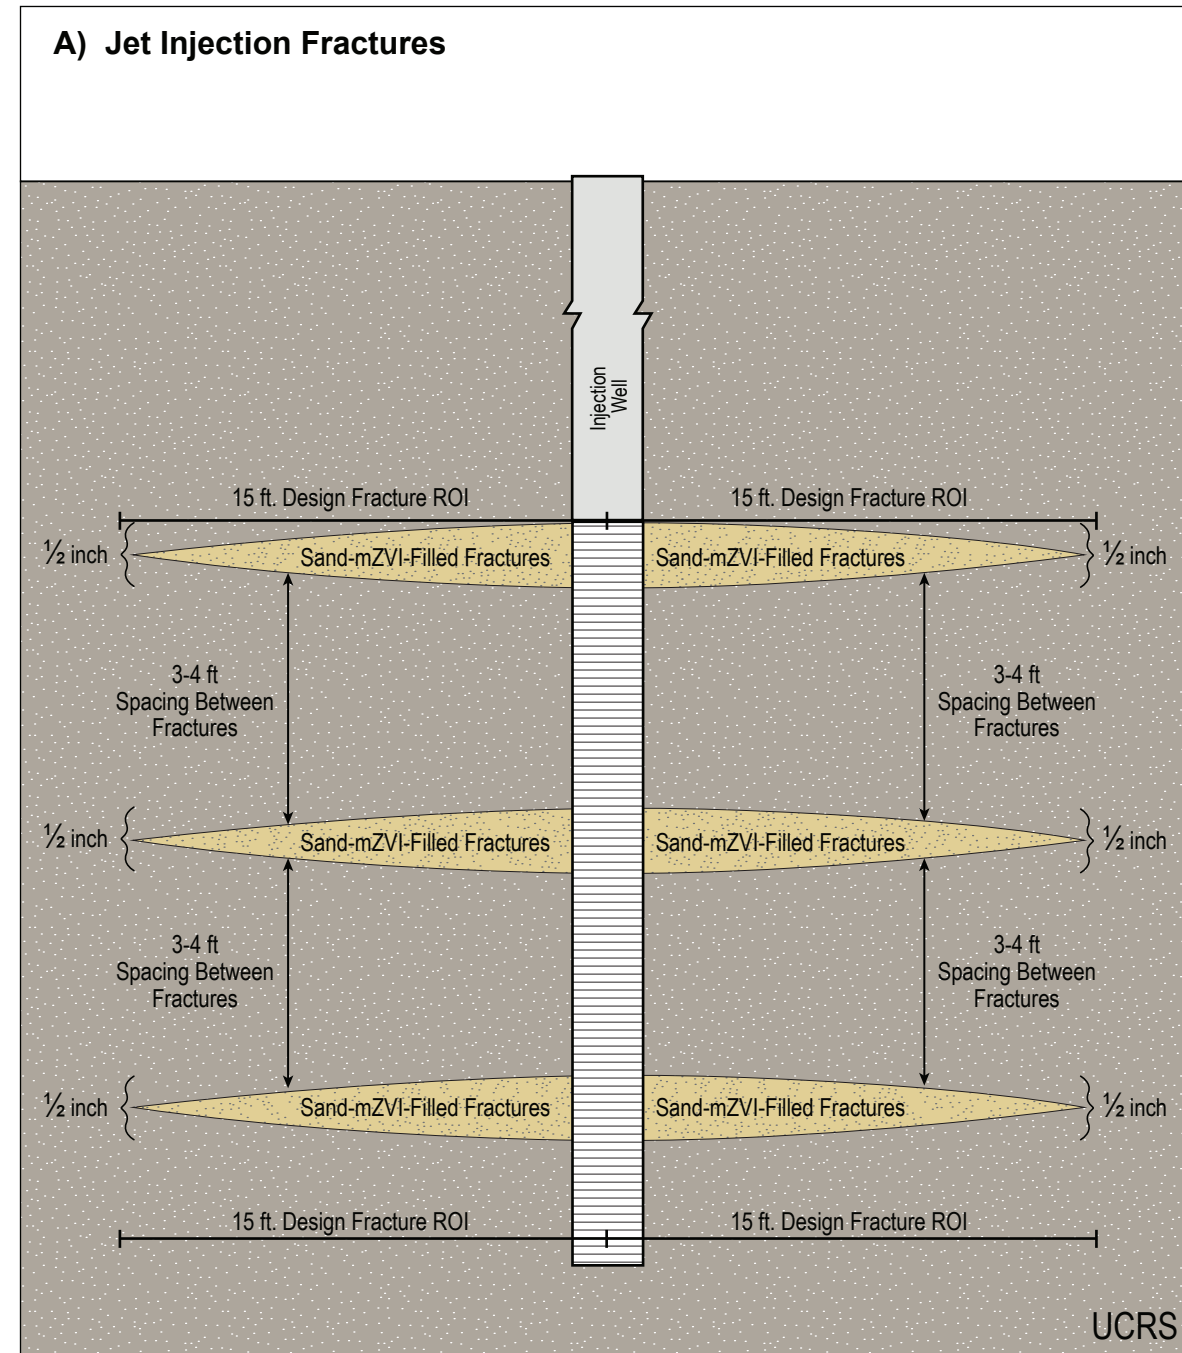 A) Jet Injection Fractures
Injection
Well
15 ft. Design Fracture ROI
15 ft. Design Fracture ROI
½ inch
Sand-mZVI-Filled Fractures
Sand-mZVI-Filled Fractures
½ inch
3-4 ft
Spacing Between
Fractures
3-4 ft
Spacing Between
Fractures
½ inch
Sand-mZVI-Filled Fractures
Sand-mZVI-Filled Fractures
½ inch
3-4 ft
Spacing Between
Fractures
3-4 ft
Spacing Between
Fractures
½ inch
Sand-mZVI-Filled Fractures
Sand-mZVI-Filled Fractures
½ inch
15 ft. Design Fracture ROI
15 ft. Design Fracture ROI
UCRS